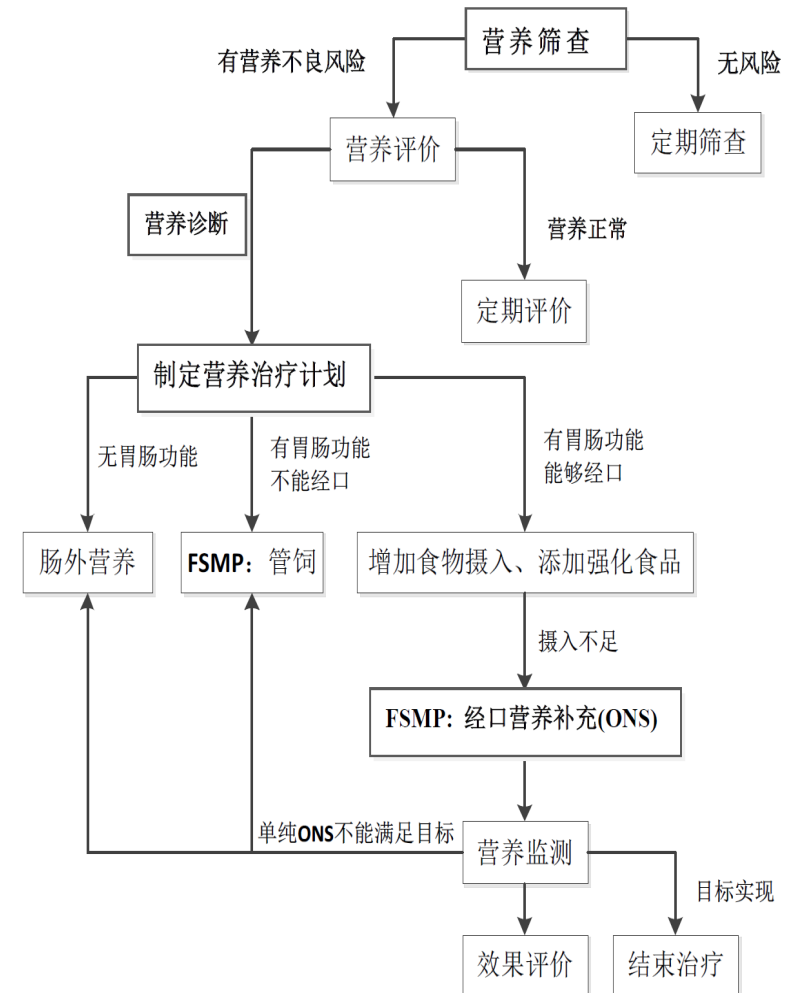 营养筛查
有营养不良风险
无风险
营养评价
定期筛查
营养诊断
营养正常
定期评价
制定营养治疗计划
无胃肠功能
有胃肠功能
不能经口
有胃肠功能
能够经口
肠外营养
FSMP：管饲
增加食物摄入、添加强化食品
摄入不足
FSMP: 经口营养补充(ONS)
单纯ONS不能满足目标
营养监测
目标实现
效果评价
结束治疗